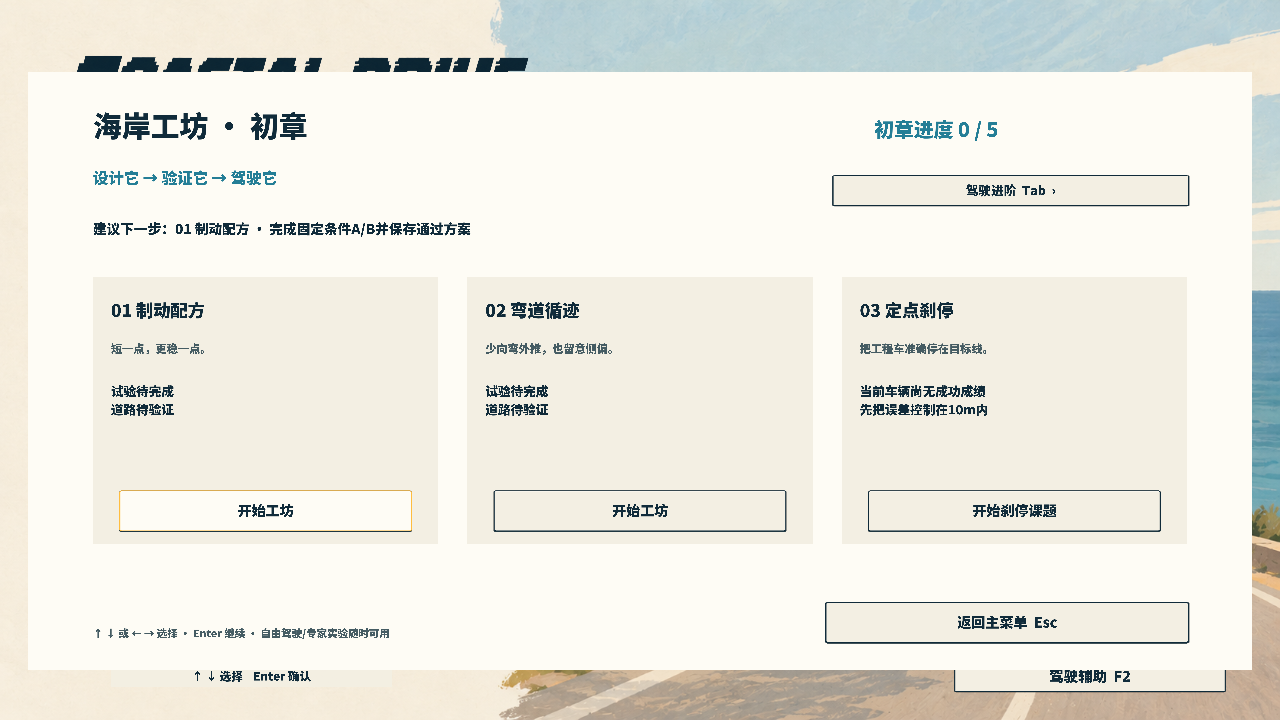 海岸工坊 · 初章
初章进度 0 / 5
设计它 → 验证它 → 驾驶它
驾驶进阶 Tab ›
建议下一步：01 制动配方 · 完成固定条件A/B并保存通过方案
01 制动配方
短一点，更稳一点。
试验待完成
道路待验证
开始工坊
02 弯道循迹
少向弯外推，也留意侧偏。
试验待完成
道路待验证
开始工坊
03 定点刹停
把工程车准确停在目标线。
当前车辆尚无成功成绩
先把误差控制在10m内
开始刹停课题
↑ ↓ 或 ← → 选择 · Enter 继续 · 自由驾驶/专家实验随时可用
返回主菜单 Esc
↑ ↓ 选择 Enter 确认
驾驶辅助 F2